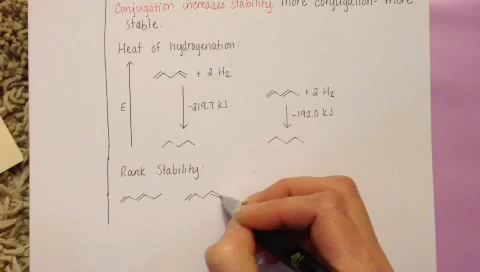 Conjugation increases stability. More conjugation= more
stable.
Heat of hydrogenation:
+ 2 H₂
+ 2 H₂
E
-219.7 kJ
-192.0 kJ
Rank Stability: